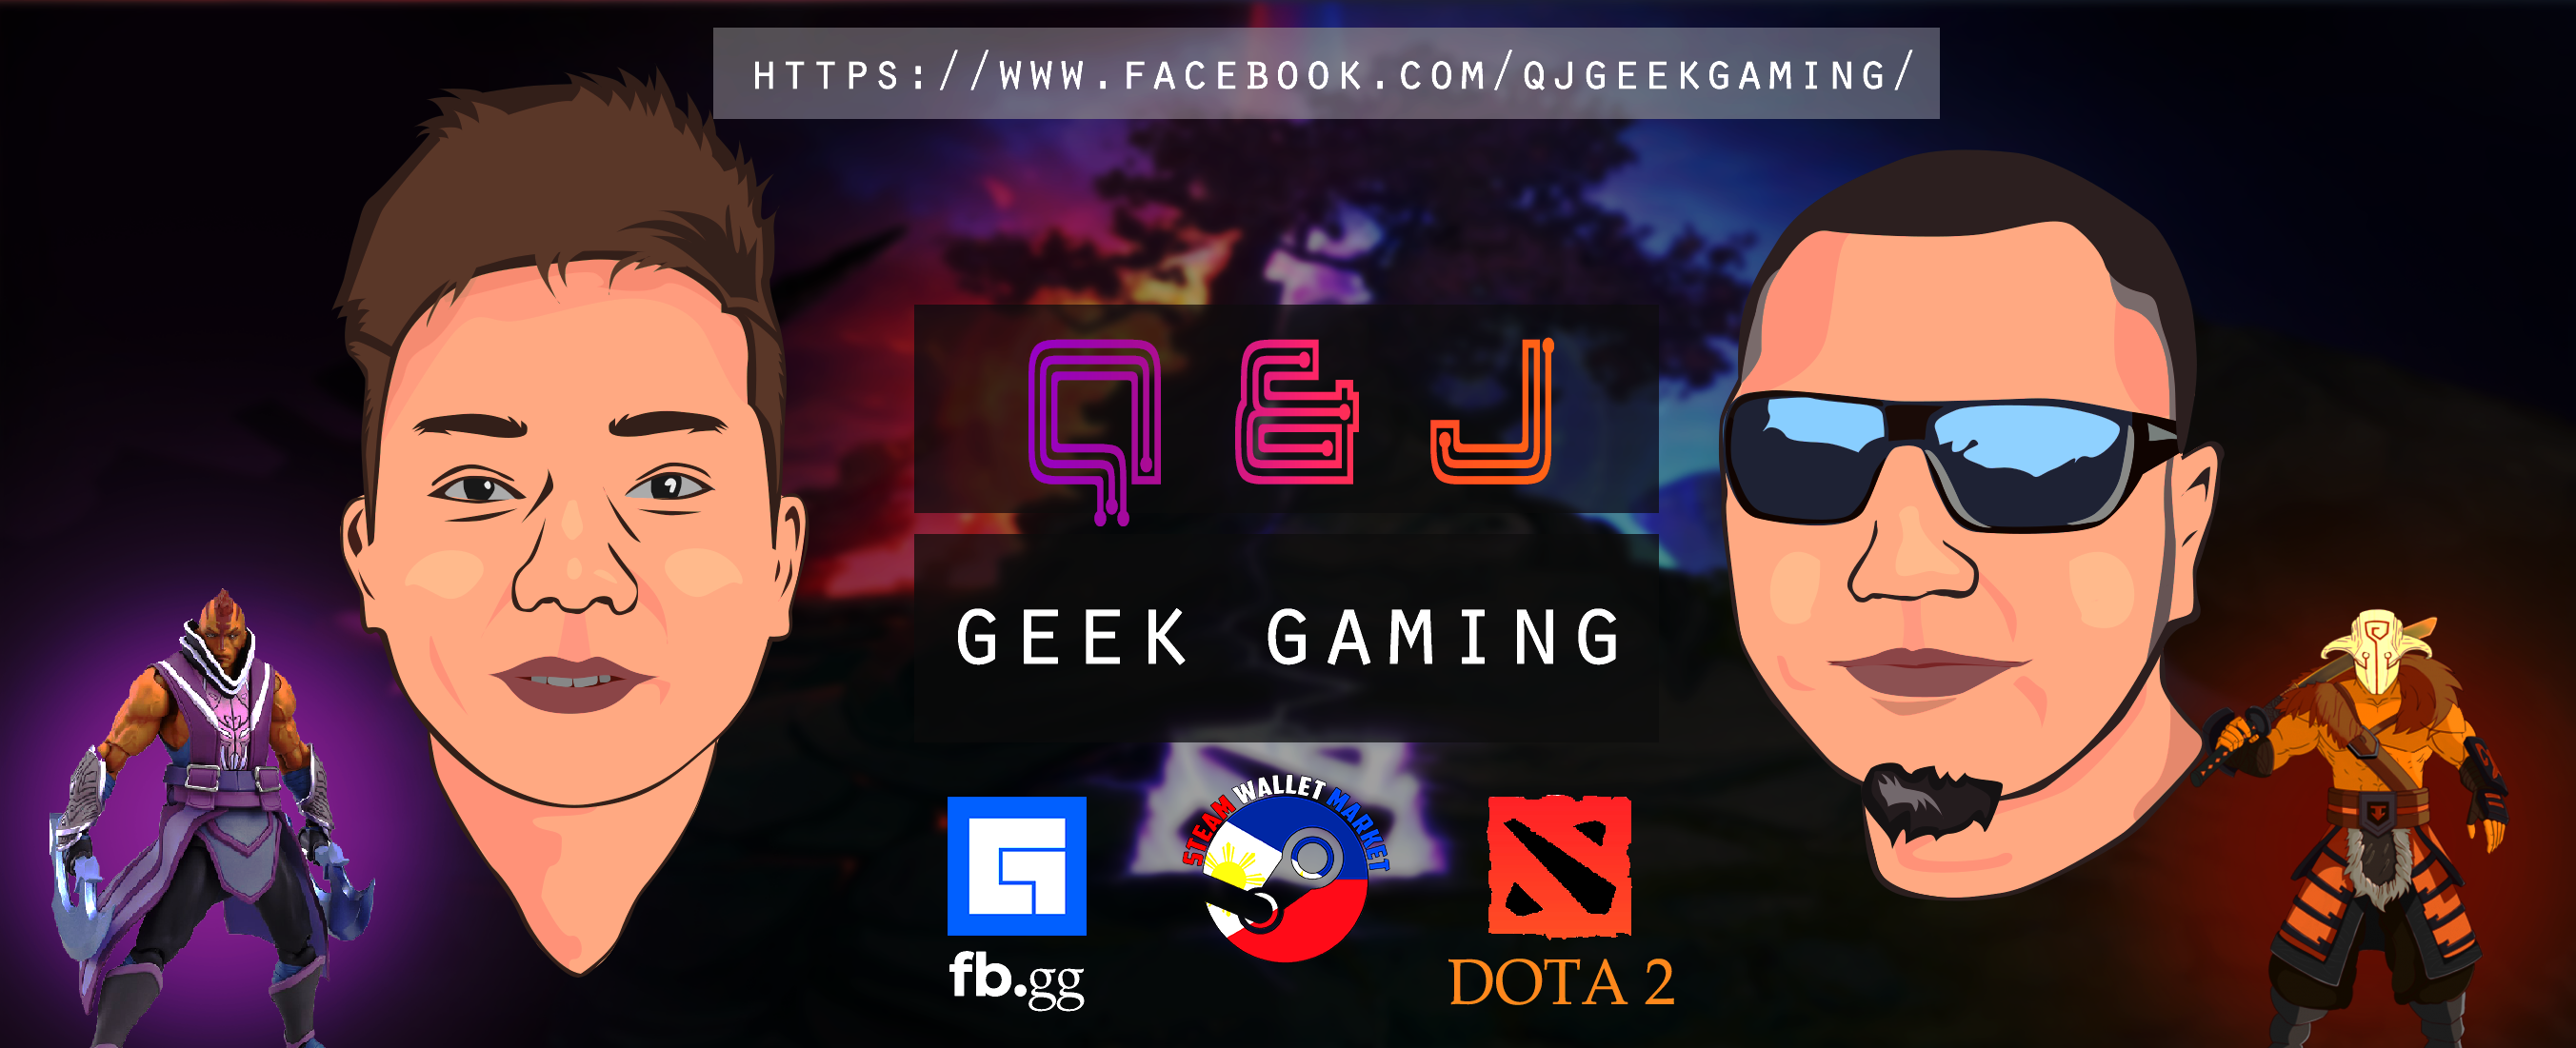 HTTPS://WWW.FACEBOOK.COM/QJGEEKGAMING/
Q & J
GEEK GAMING
STEAM WALLET MARKET
fb.gg
DOTA 2